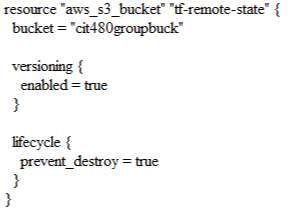 resource "aws_s3_bucket" "tf-remote-state" {
  bucket = "cit480groupbuck"

  versioning {
    enabled = true
  }

  lifecycle {
    prevent_destroy = true
  }
}